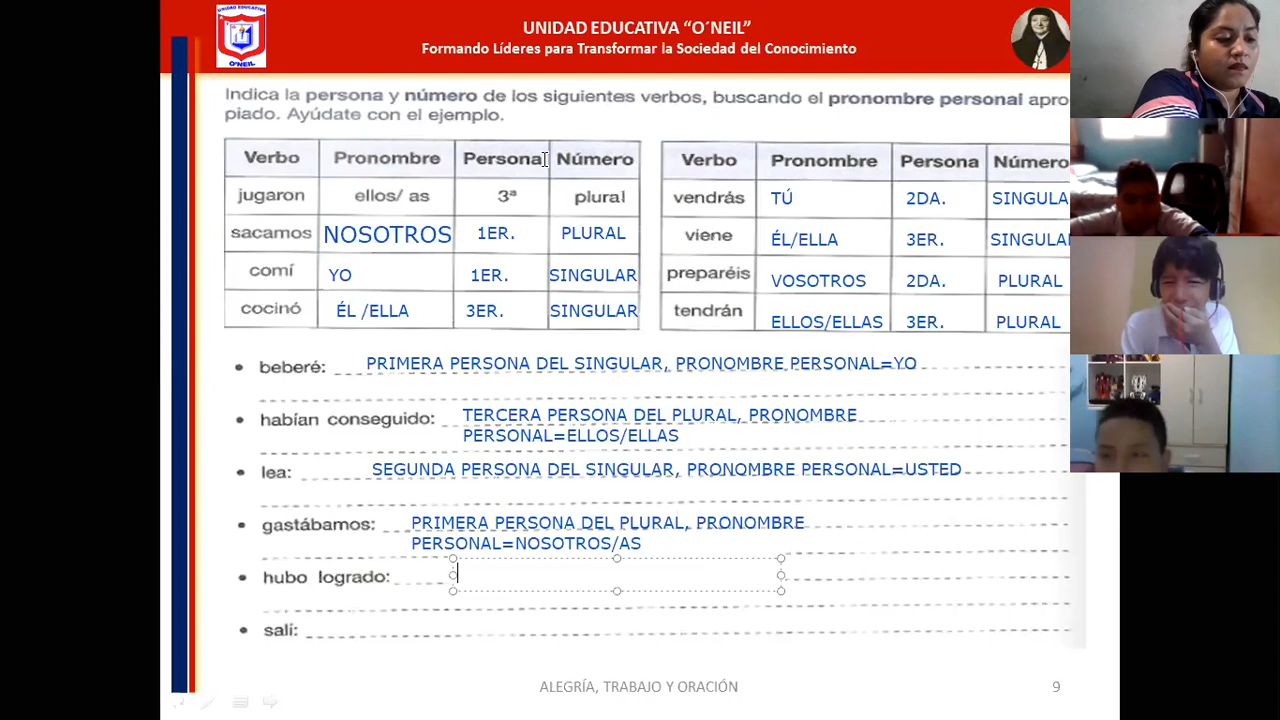 UNIDAD EDUCATIVA
O´NEIL
UNIDAD EDUCATIVA “O´NEIL”
Formando Líderes para Transformar la Sociedad del Conocimiento
Indica la persona y número de los siguientes verbos, buscando el pronombre personal apro
piado. Ayúdate con el ejemplo.
Verbo Pronombre Persona Número
jugaron ellos/ as 3ª plural
sacamos NOSOTROS 1ER. PLURAL
comí YO 1ER. SINGULAR
cocinó ÉL /ELLA 3ER. SINGULAR
Verbo Pronombre Persona Número
vendrás TÚ 2DA. SINGULA
viene ÉL/ELLA 3ER. SINGULA
preparéis VOSOTROS 2DA. PLURAL
tendrán ELLOS/ELLAS 3ER. PLURAL
• beberé: PRIMERA PERSONA DEL SINGULAR, PRONOMBRE PERSONAL=YO
• habían conseguido: TERCERA PERSONA DEL PLURAL, PRONOMBRE
PERSONAL=ELLOS/ELLAS
• lea: SEGUNDA PERSONA DEL SINGULAR, PRONOMBRE PERSONAL=USTED
• gastábamos: PRIMERA PERSONA DEL PLURAL, PRONOMBRE
PERSONAL=NOSOTROS/AS
• hubo logrado:
• salí:
ALEGRÍA, TRABAJO Y ORACIÓN
9